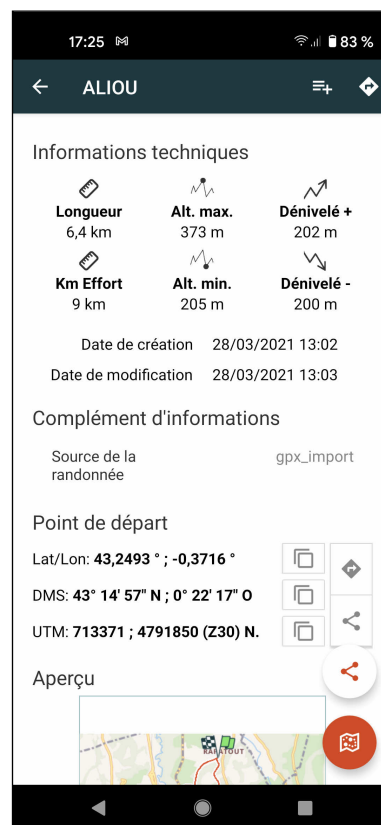 17:25 83 %
ALIOU
Informations techniques
Longueur Alt. max. Dénivelé +
6,4 km 373 m 202 m
Km Effort Alt. min. Dénivelé -
9 km 205 m 200 m
Date de création 28/03/2021 13:02
Date de modification 28/03/2021 13:03
Complément d'informations
Source de la gpx_import
randonnée
Point de départ
Lat/Lon: 43,2493 ° ; -0,3716 °
DMS: 43° 14' 57" N ; 0° 22' 17" O
UTM: 713371 ; 4791850 (Z30) N.
Aperçu
RAPATOUT